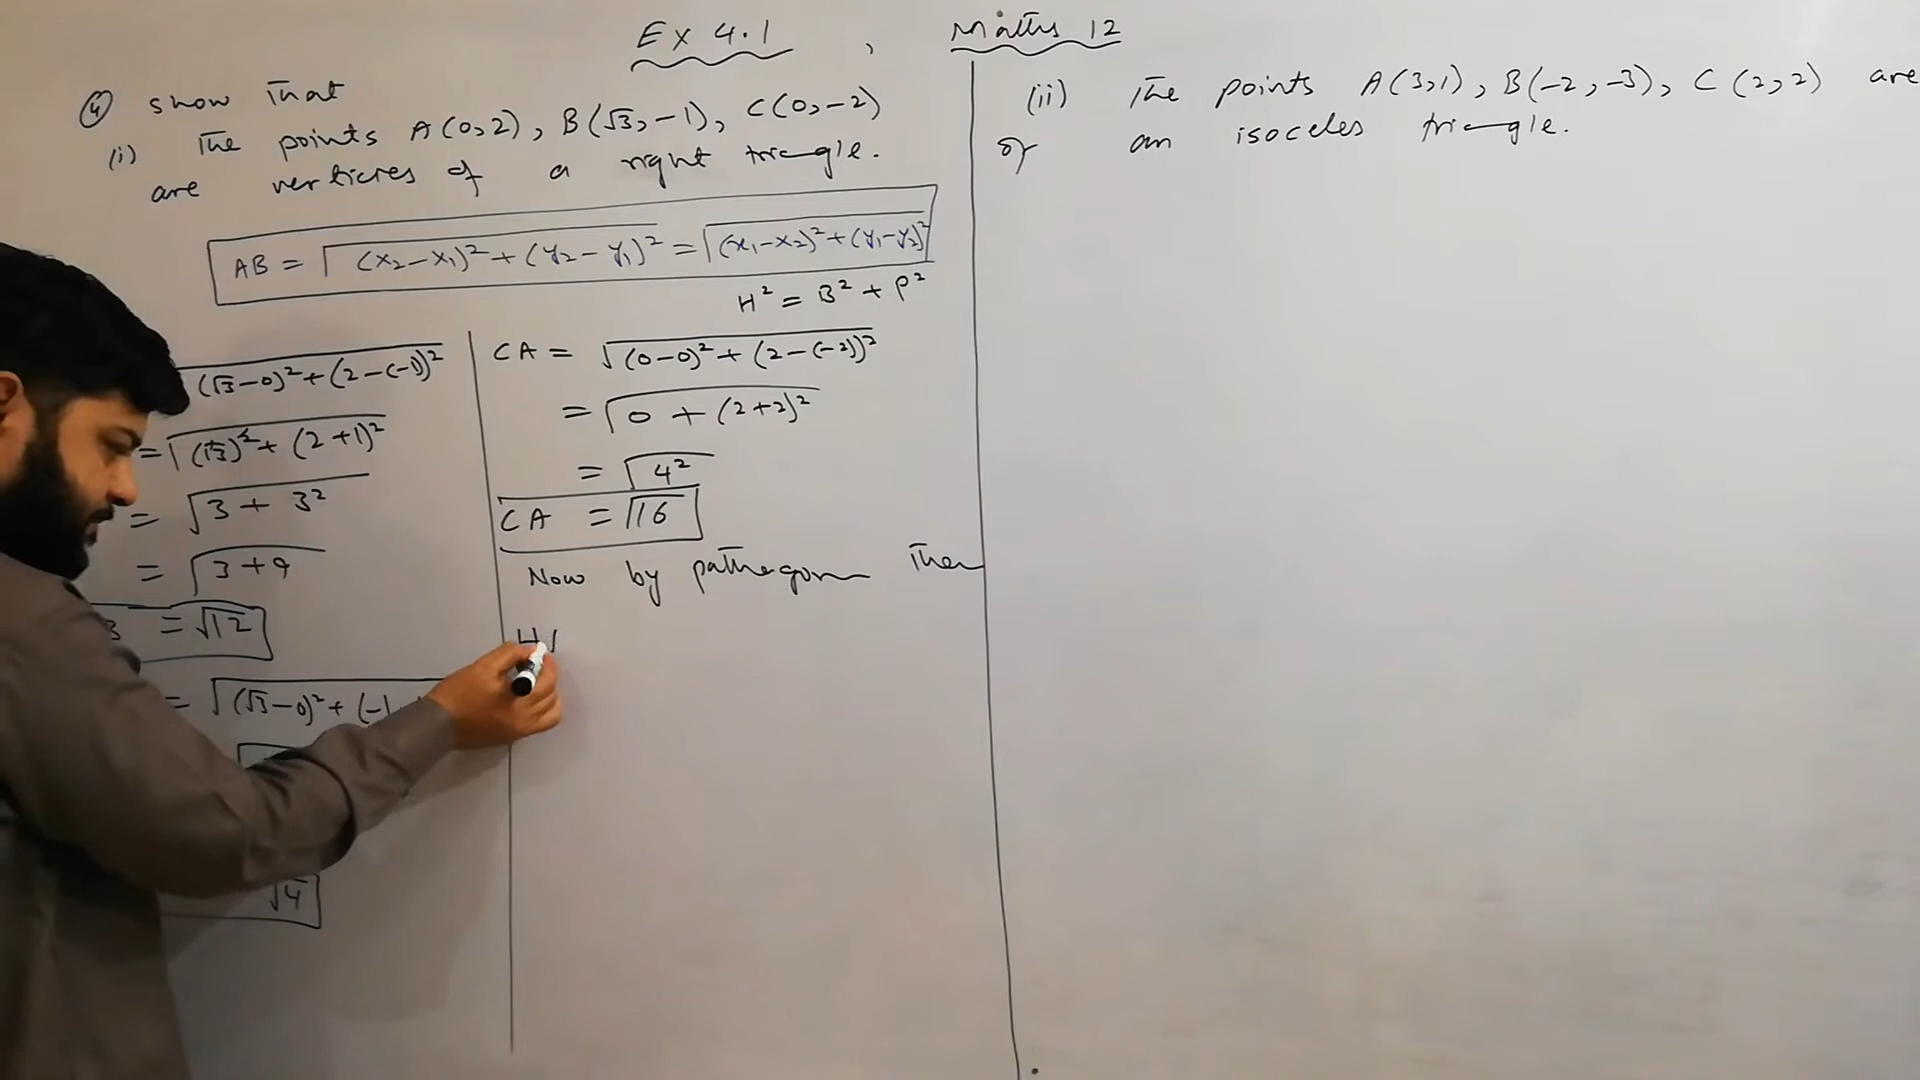 Ex 4.1 , Maths 12
④ show that
(i) The points A(0,2), B(√3,-1), C(0,-2)
are verticres of a right triangle.
AB = √(x₂-x₁)²+(y₂-y₁)² = √(x₁-x₂)²+(y₁-y₂)²
H² = B² + P²
√(√3-0)²+(2-(-1))²
= √(√3)²+(2+1)²
= √3+3²
= √3+9
B = √12
= √(√3-0)²+(-1
√4
CA = √(0-0)²+(2-(-2))²
= √0+(2+2)²
= √4²
CA = √16
Now by pathegorm Then
H
(ii) The points A(3,1), B(-2,-3), C(2,2) are
of an isoceles triangle.